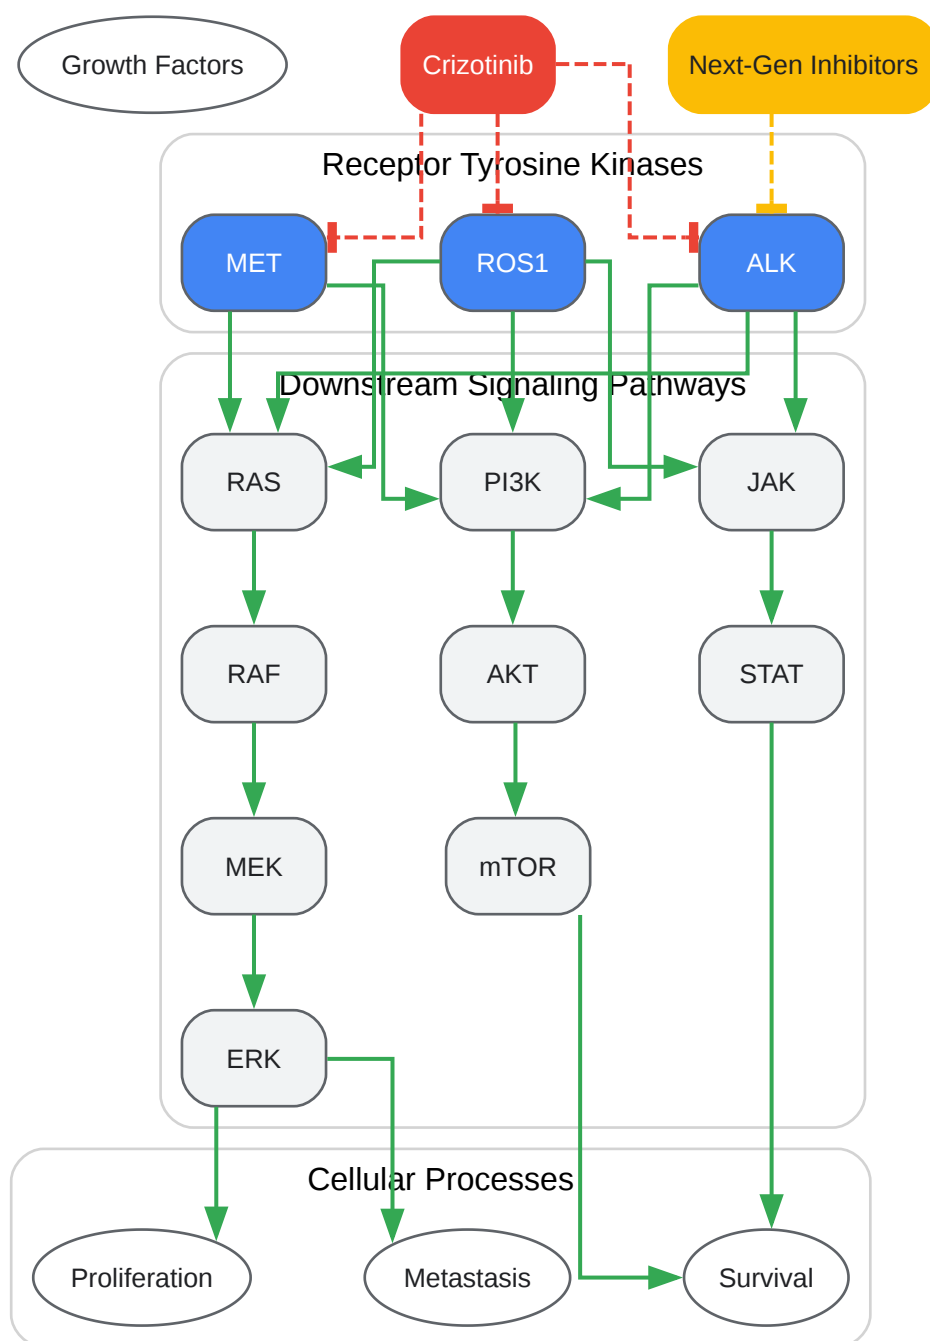 Growth Factors
Crizotinib
Next-Gen Inhibitors
Receptor Tyrosine Kinases
MET
ROS1
ALK
Downstream Signaling Pathways
RAS
PI3K
JAK
RAF
AKT
STAT
MEK
mTOR
ERK
Cellular Processes
Proliferation
Metastasis
Survival